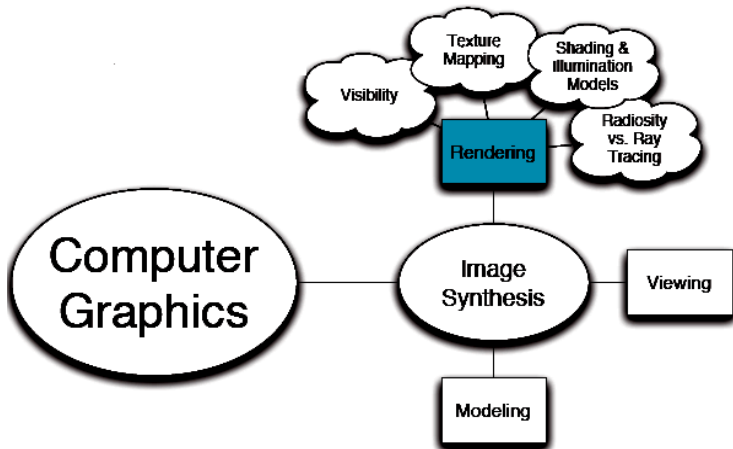 Texture
Mapping
Shading &
Illumination
Models
Visibility
Radiosity
vs. Ray
Tracing
Rendering
Computer
Graphics
Image
Synthesis
Viewing
Modeling